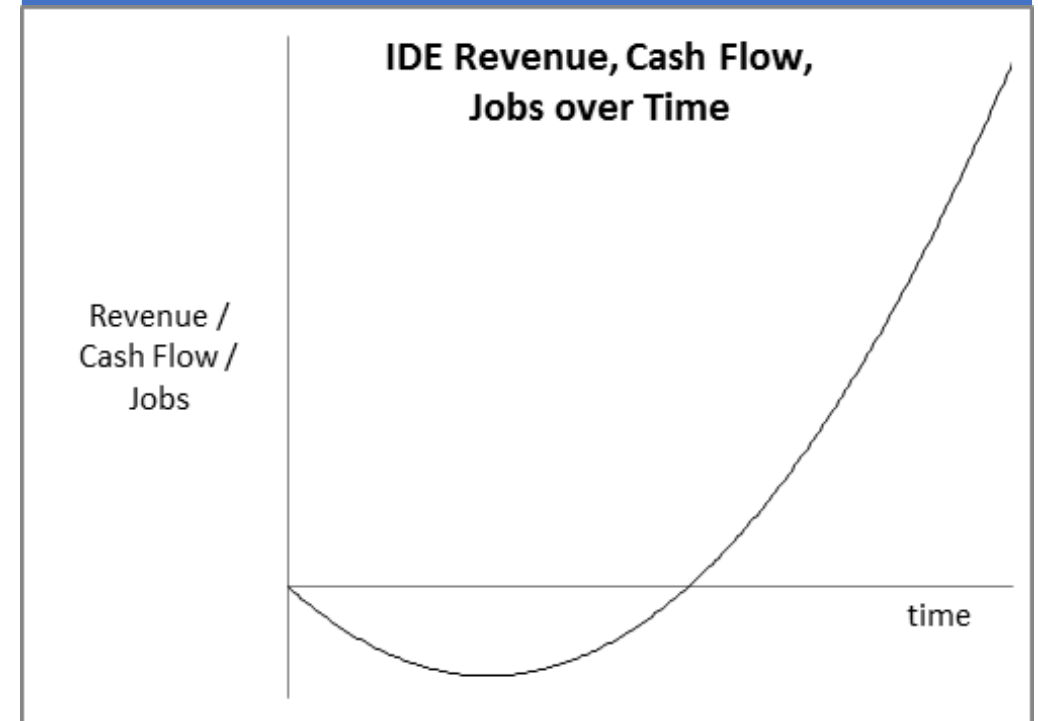 IDE Revenue, Cash Flow,
Jobs over Time
Revenue /
Cash Flow /
Jobs
time